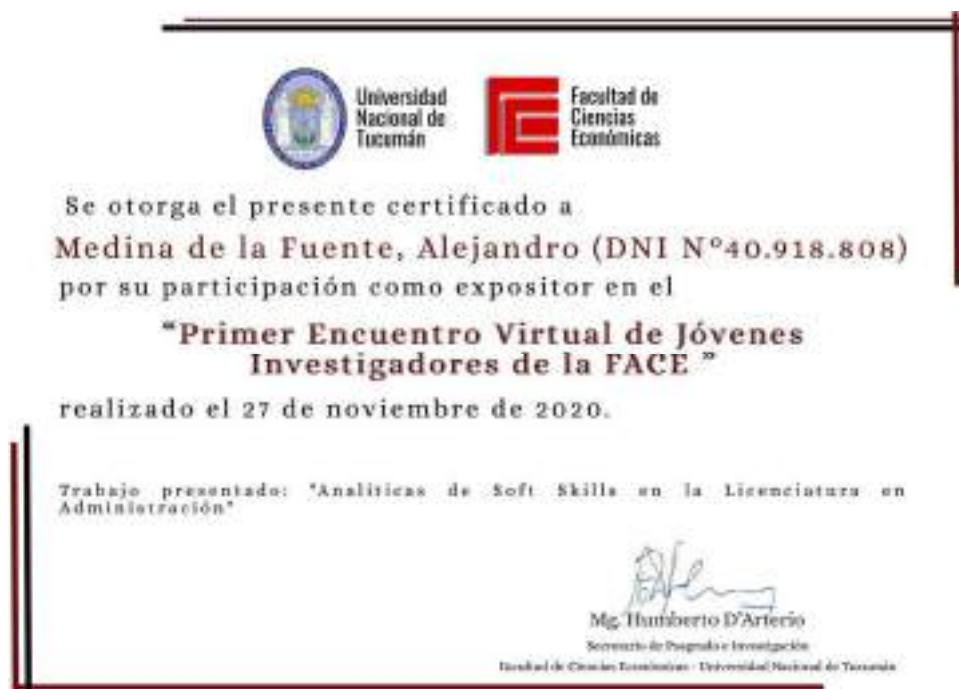 Universidad
Nacional de
Tucumán
Facultad de
Ciencias
Económicas
Se otorga el presente certificado a
Medina de la Fuente, Alejandro (DNI Nº40.918.808)
por su participación como expositor en el
"Primer Encuentro Virtual de Jóvenes
Investigadores de la FACE "
realizado el 27 de noviembre de 2020.
Trabajo presentado: "Analíticas de Soft Skills en la Licenciatura en
Administración"
Mg. Humberto D'Arterio
Secretario de Posgrado e Investigación
Facultad de Ciencias Económicas - Universidad Nacional de Tucumán